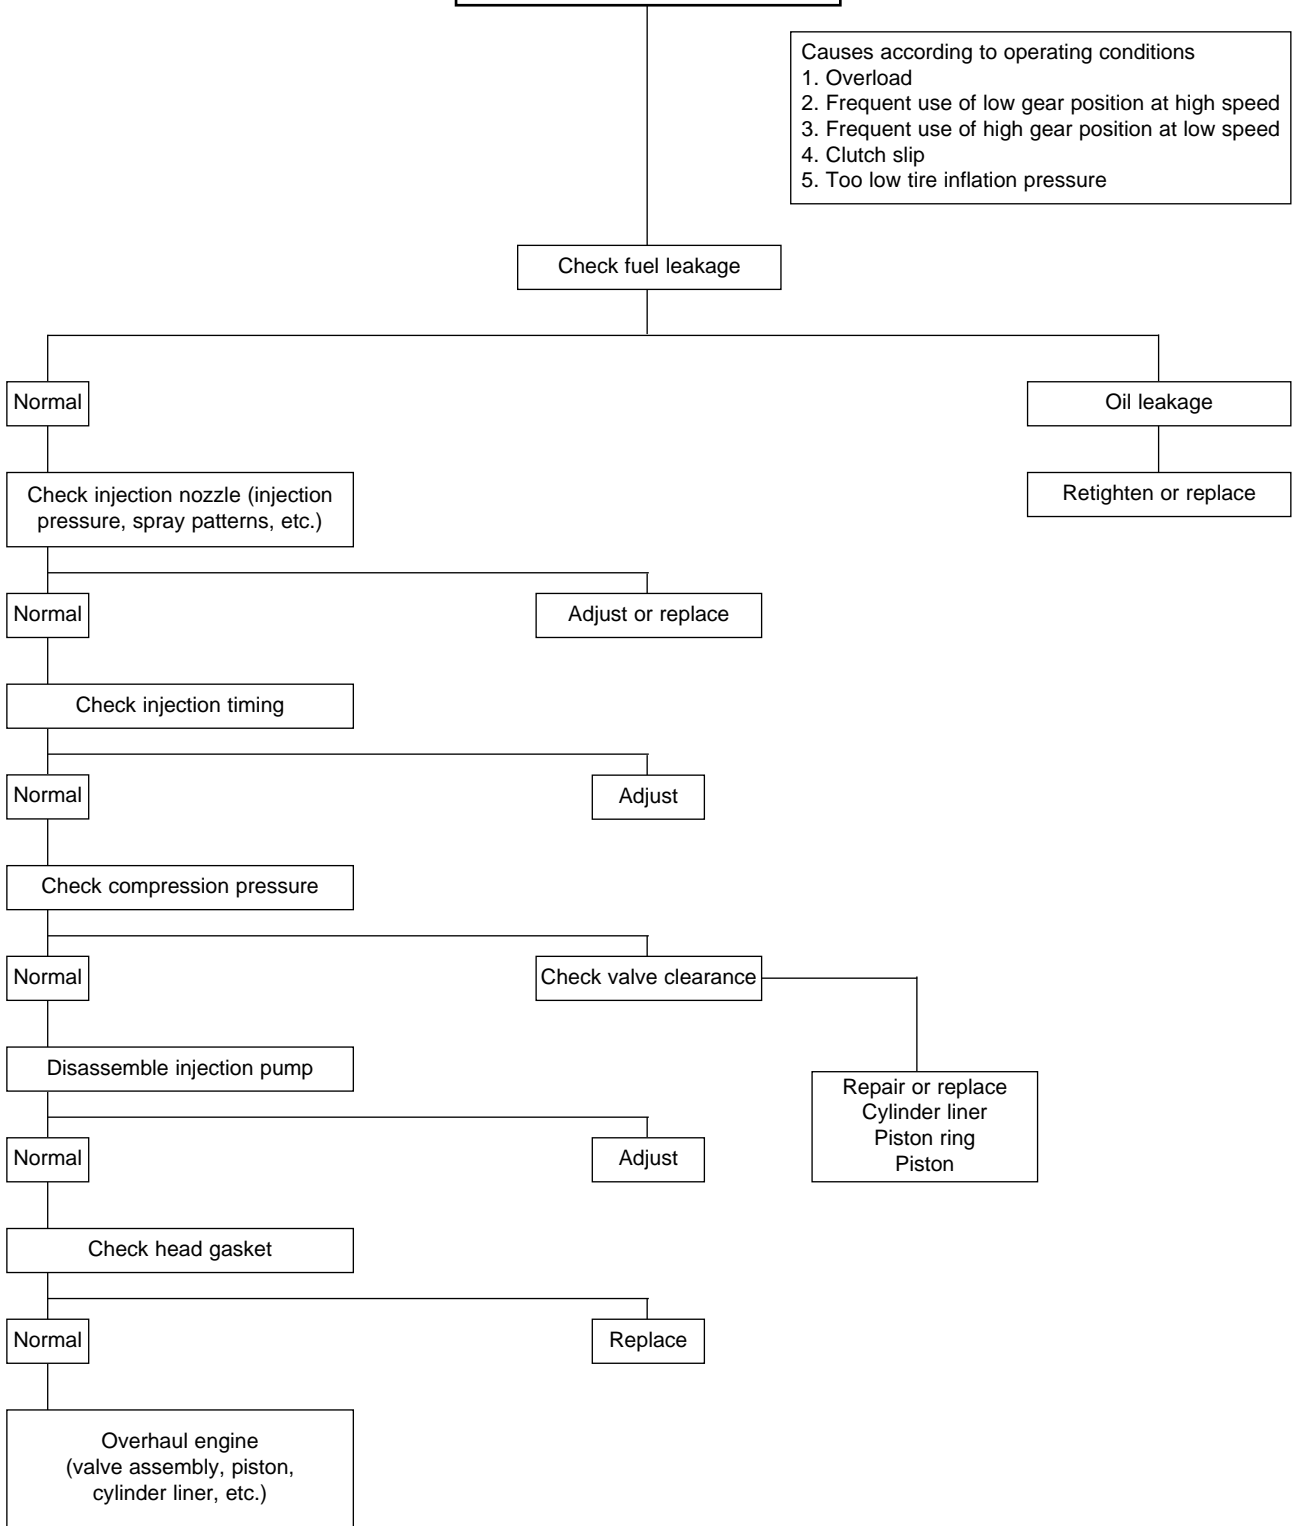 Causes according to operating conditions
1. Overload
2. Frequent use of low gear position at high speed
3. Frequent use of high gear position at low speed
4. Clutch slip
5. Too low tire inflation pressure
Check fuel leakage
Normal
Oil leakage
Check injection nozzle (injection
pressure, spray patterns, etc.)
Retighten or replace
Normal
Adjust or replace
Check injection timing
Normal
Adjust
Check compression pressure
Normal
Check valve clearance
Disassemble injection pump
Repair or replace
Cylinder liner
Piston ring
Piston
Normal
Adjust
Check head gasket
Normal
Replace
Overhaul engine
(valve assembly, piston,
cylinder liner, etc.)